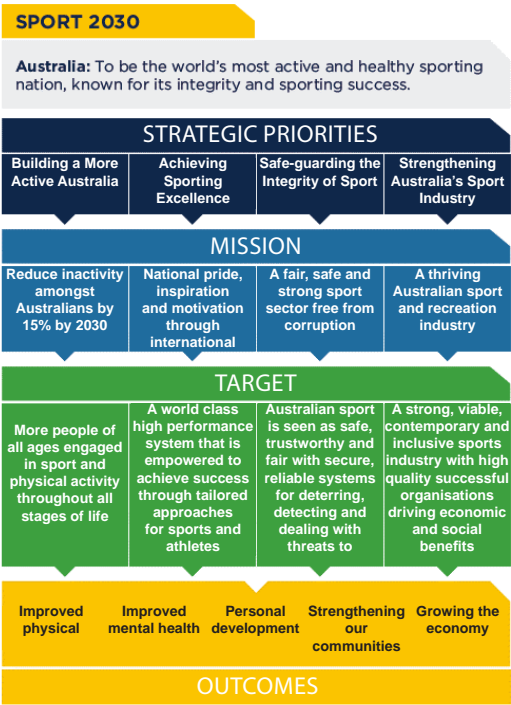 SPORT 2030
Australia: To be the world's most active and healthy sporting
nation, known for its integrity and sporting success.
STRATEGIC PRIORITIES
Building a More
Active Australia
Achieving
Sporting
Excellence
Safe-guarding the
Integrity of Sport
Strengthening
Australia's Sport
Industry
MISSION
Reduce inactivity
amongst
Australians by
15% by 2030
National pride,
inspiration
and motivation
through
international
A fair, safe and
strong sport
sector free from
corruption
A thriving
Australian sport
and recreation
industry
TARGET
More people of
all ages engaged
in sport and
physical activity
throughout all
stages of life
A world class
high performance
system that is
empowered to
achieve success
through tailored
approaches
for sports and
athletes
Australian sport
is seen as safe,
trustworthy and
fair with secure,
reliable systems
for deterring,
detecting and
dealing with
threats to
A strong, viable,
contemporary and
inclusive sports
industry with high
quality successful
organisations
driving economic
and social
benefits
Improved
physical
Improved
mental health
Personal
development
Strengthening
our
communities
Growing the
economy
OUTCOMES